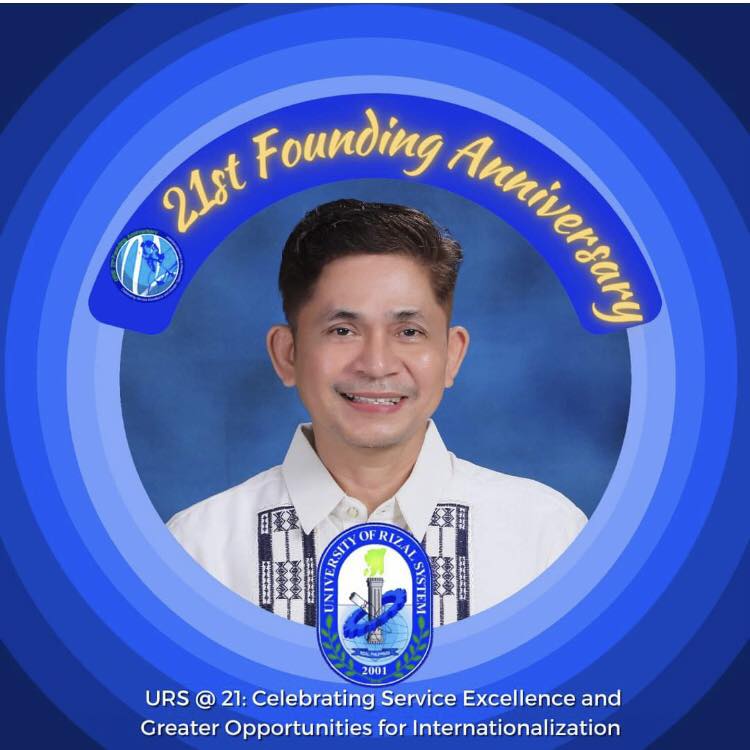 21st Founding Anniversary
UNIVERSITY OF RIZAL SYSTEM
RIZAL, PHILIPPINES
2001
URS @ 21: Celebrating Service Excellence and
Greater Opportunities for Internationalization